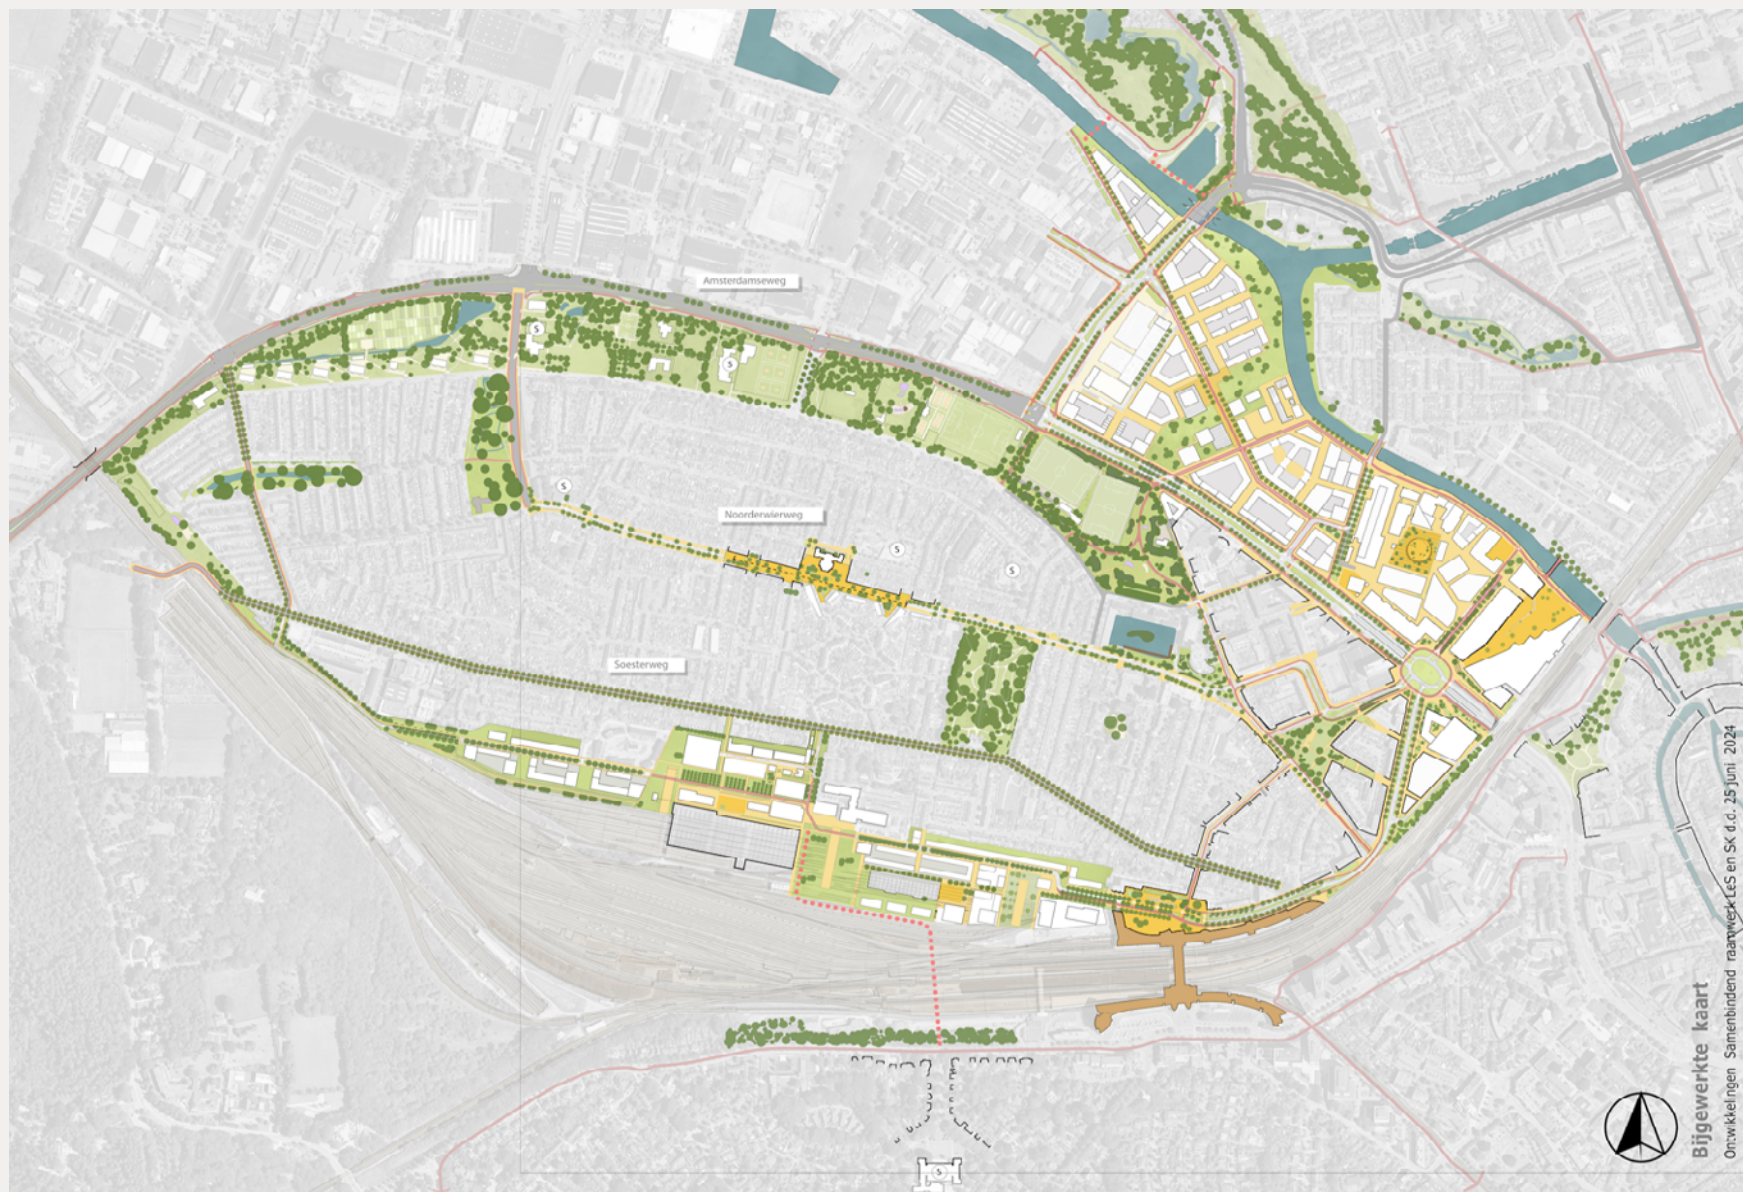 Amsterdamseweg
S
S
S
Noorderwierweg
S
S
Soesterweg
S
Bijgewerkte kaart
Ontwikkelingen Samenbindend raamwerk LeS en SK d.d. 25 juni 2024